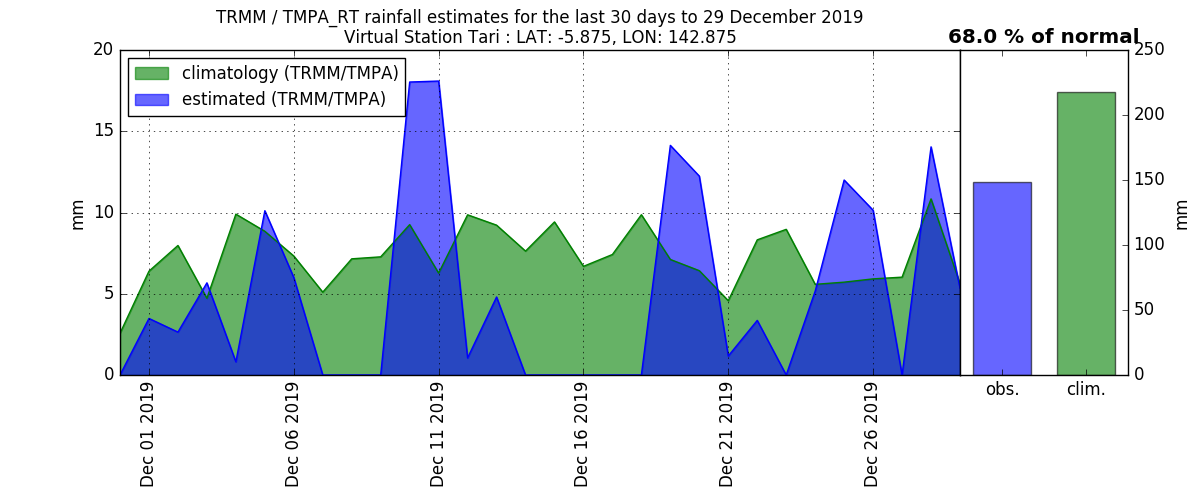 TRMM / TMPA_RT rainfall estimates for the last 30 days to 29 December 2019
Virtual Station Tari : LAT: -5.875, LON: 142.875
68.0 % of normal
climatology (TRMM/TMPA)
estimated (TRMM/TMPA)
20
15
10
5
0
mm
250
200
150
100
50
0
mm
Dec 01 2019
Dec 06 2019
Dec 11 2019
Dec 16 2019
Dec 21 2019
Dec 26 2019
obs.
clim.